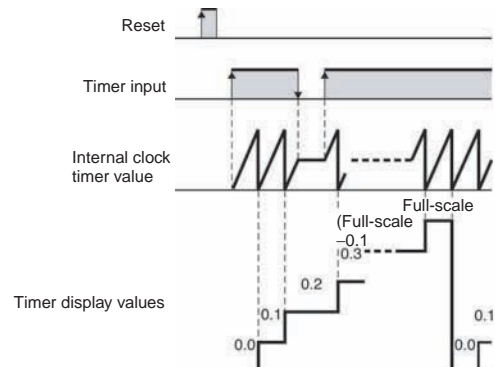 Reset
Timer input
Internal clock
timer value
Full-scale
(Full-scale
–0.1
0.3
0.2
Timer display values
0.1
0.1
0.0
0.0